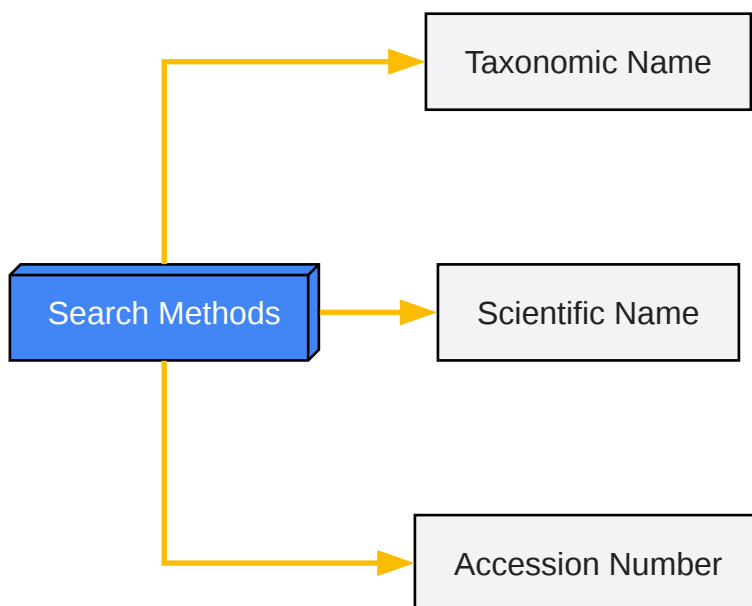 Taxonomic Name
Search Methods
Scientific Name
Accession Number